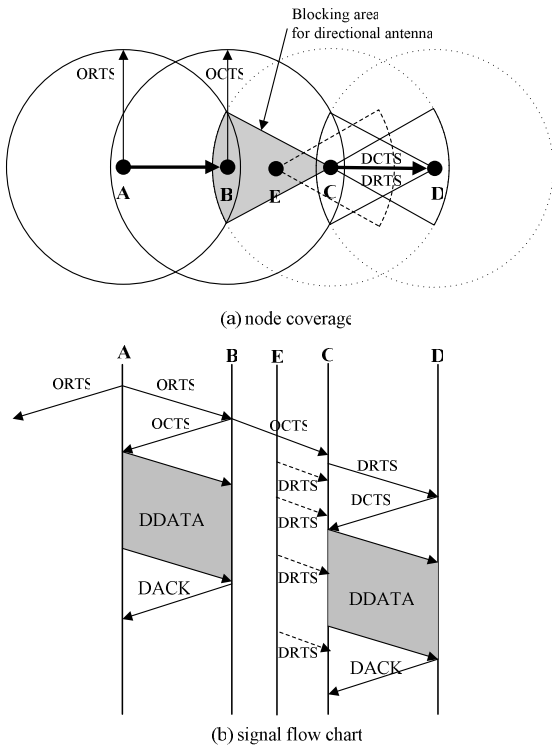 Blocking area
for directional antenna
ORTS
OCTS
DCTS
DRTS
A
B
E
C
D
(a) node coverage
A
B
E
C
D
ORTS
ORTS
OCTS
OCTS
DRTS
DRTS
DCTS
DRTS
DDATA
DRTS
DDATA
DACK
DRTS
DACK
(b) signal flow chart